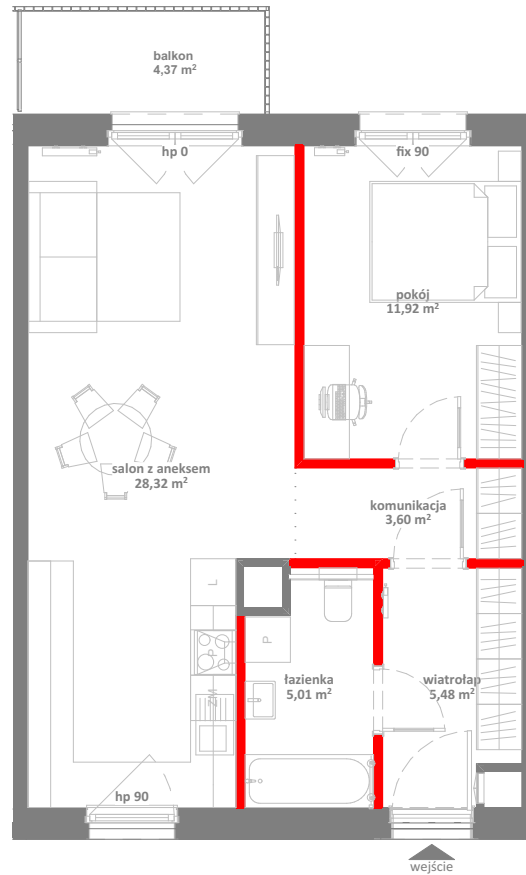 balkon
4,37 m²
hp 0
fix 90
pokój
11,92 m²
salon z aneksem
28,32 m²
komunikacja
3,60 m²
L
P
P
łazienka
5,01 m²
wiatrołap
5,48 m²
ZM
hp 90
wejście